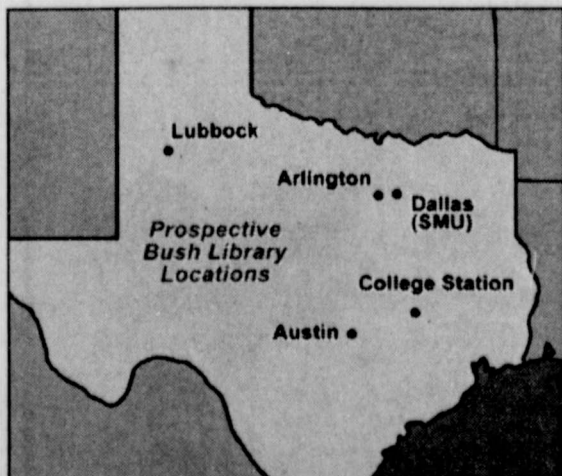 Lubbock
Arlington
Dallas
(SMU)
Prospective
Bush Library
Locations
College Station
Austin